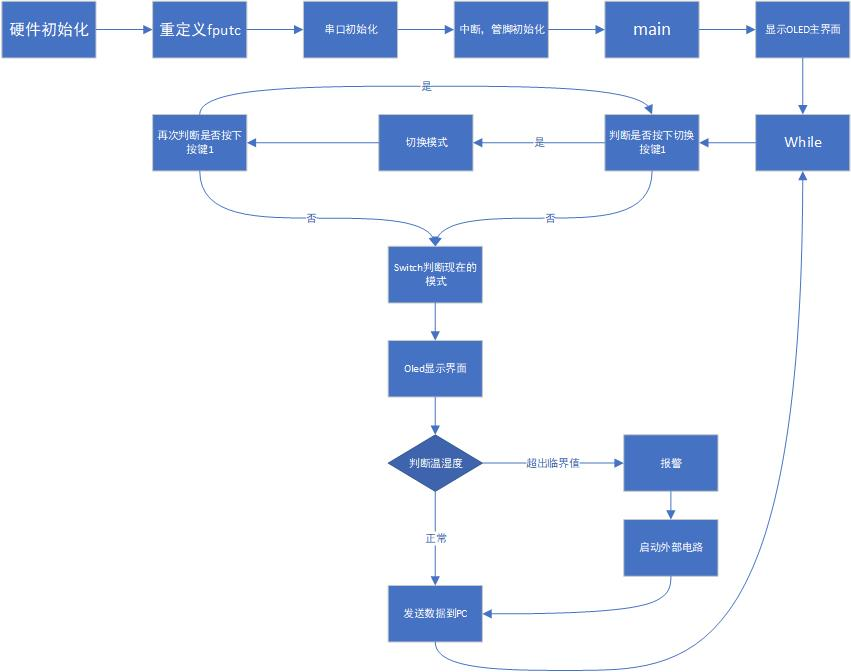 硬件初始化
重定义fputc
串口初始化
中断，管脚初始化
main
显示OLED主界面
是
再次判断是否按下
按键1
切换模式
是
判断是否按下切换
按键1
While
否
否
Switch判断现在的
模式
Oled显示界面
判断温湿度
超出临界值
报警
正常
启动外部电路
发送数据到PC